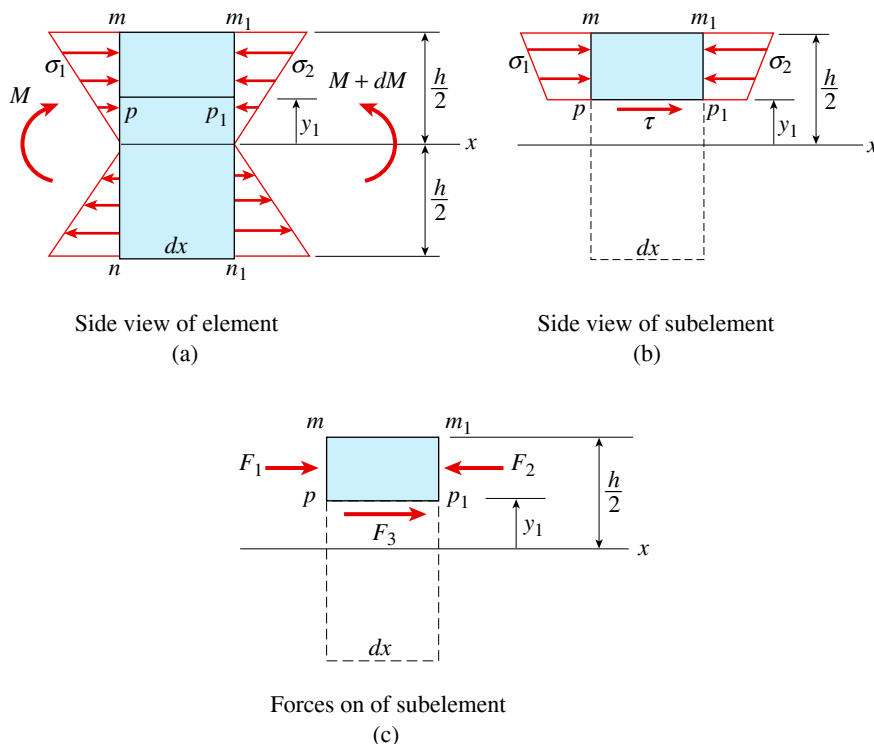 m
m₁
σ₁
σ₂
M
M + dM
h/2
p
p₁
y₁
x
h/2
dx
n
n₁
Side view of element
(a)
m
m₁
σ₁
σ₂
h/2
p
p₁
τ
y₁
x
dx
Side view of subelement
(b)
m
m₁
F₁
F₂
h/2
p
p₁
F₃
y₁
x
dx
Forces on of subelement
(c)